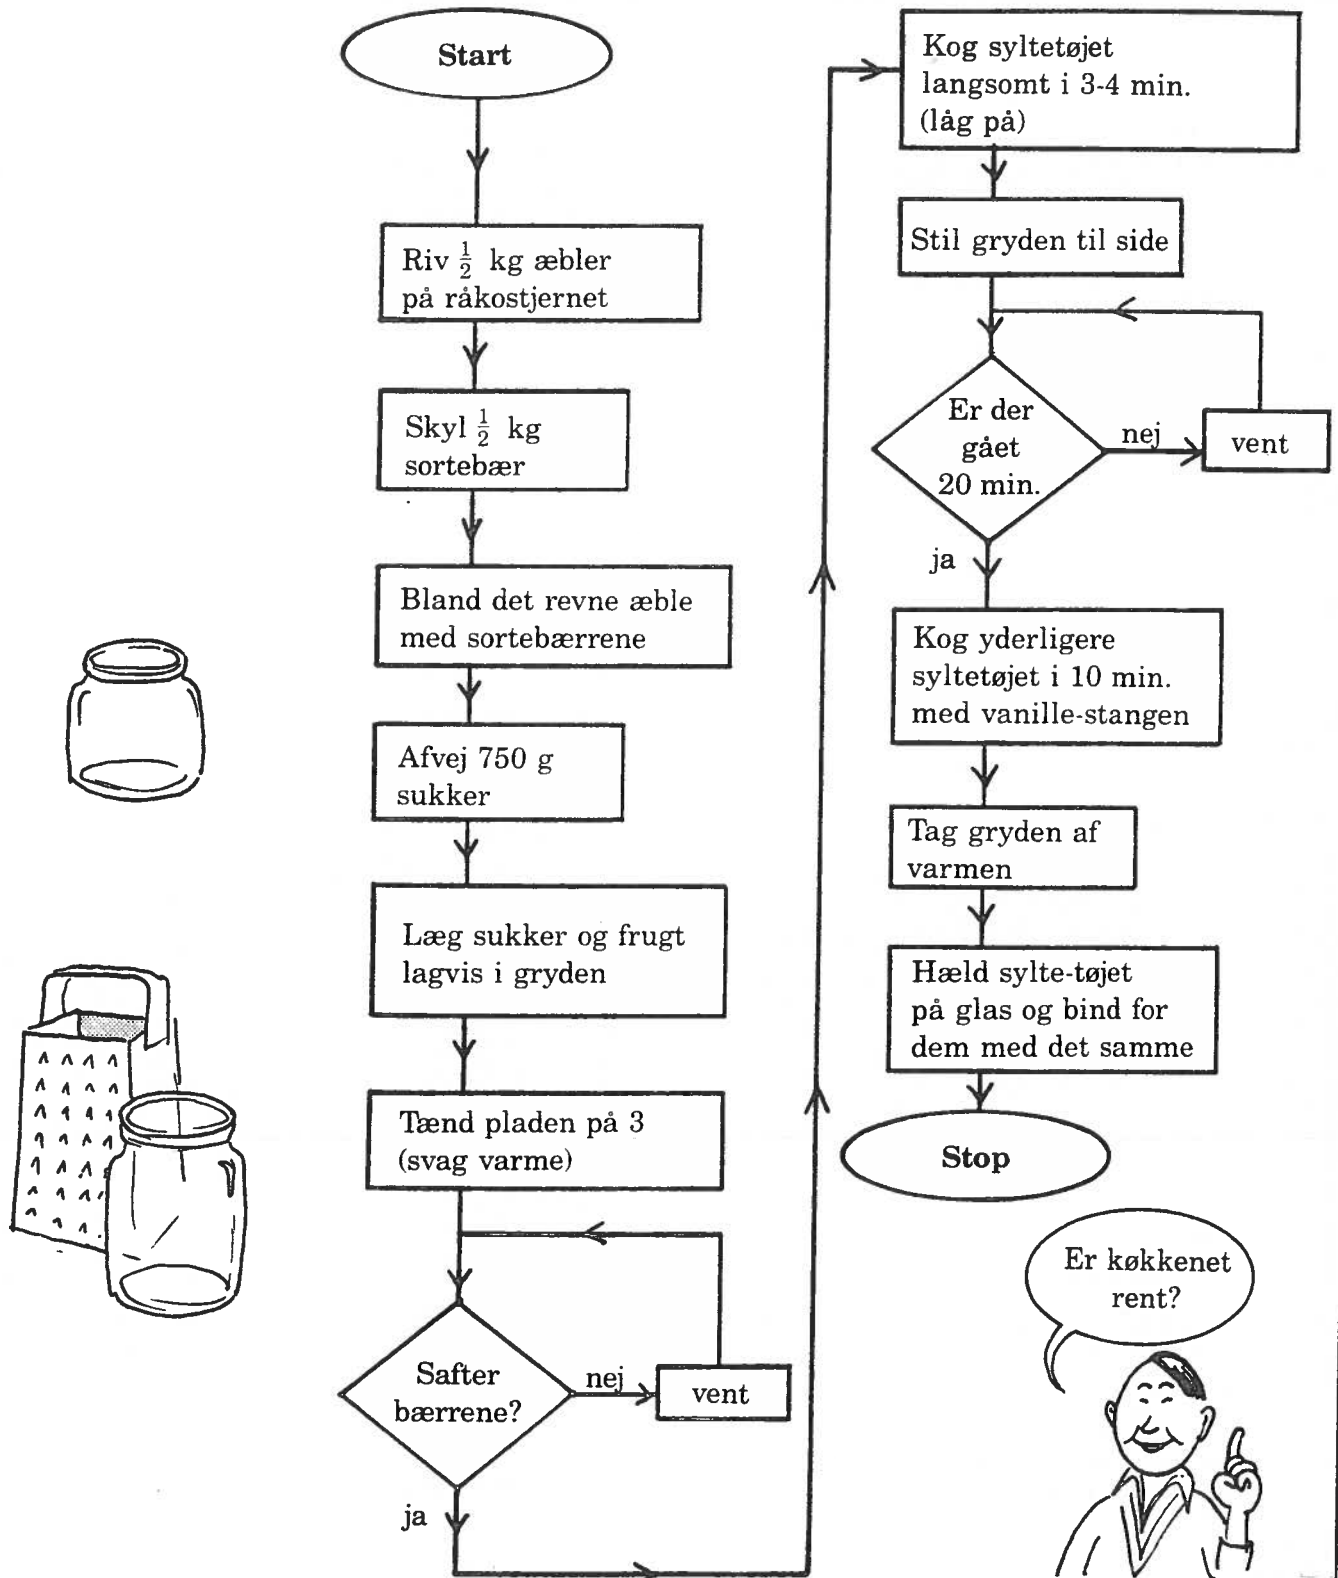 Start
Riv ½ kg æbler
på råkostjernet
Skyl ½ kg
sortebær
Bland det revne æble
med sortebærrene
Afvej 750 g
sukker
Læg sukker og frugt
lagvis i gryden
Tænd pladen på 3
(svag varme)
Safter
bærrene?
nej
vent
ja
Kog syltetøjet
langsomt i 3-4 min.
(låg på)
Stil gryden til side
Er der
gået
20 min.
nej
vent
ja
Kog yderligere
syltetøjet i 10 min.
med vanille-stangen
Tag gryden af
varmen
Hæld sylte-tøjet
på glas og bind for
dem med det samme
Stop
Er køkkenet
rent?